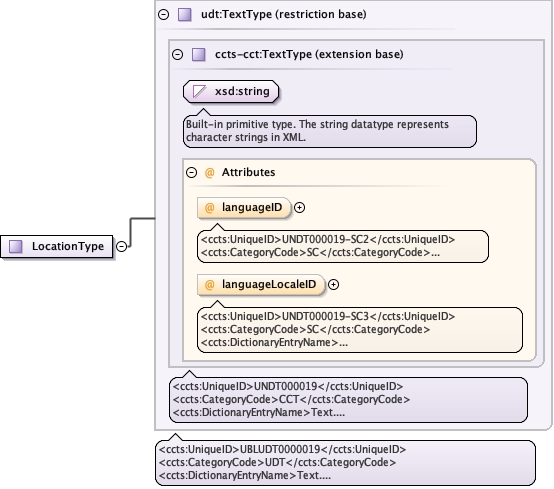 udt:TextType (restriction base)
ccts-cct:TextType (extension base)
xsd:string
Built-in primitive type. The string datatype represents
character strings in XML.
@ Attributes
@ languageID
<ccts:UniqueID>UNDT000019-SC2</ccts:UniqueID>
<ccts:CategoryCode>SC</ccts:CategoryCode>...
LocationType
@ languageLocaleID
<ccts:UniqueID>UNDT000019-SC3</ccts:UniqueID>
<ccts:CategoryCode>SC</ccts:CategoryCode>
<ccts:DictionaryEntryName>...
<ccts:UniqueID>UNDT000019</ccts:UniqueID>
<ccts:CategoryCode>CCT</ccts:CategoryCode>
<ccts:DictionaryEntryName>Text....
<ccts:UniqueID>UBLUDT0000019</ccts:UniqueID>
<ccts:CategoryCode>UDT</ccts:CategoryCode>
<ccts:DictionaryEntryName>Text....